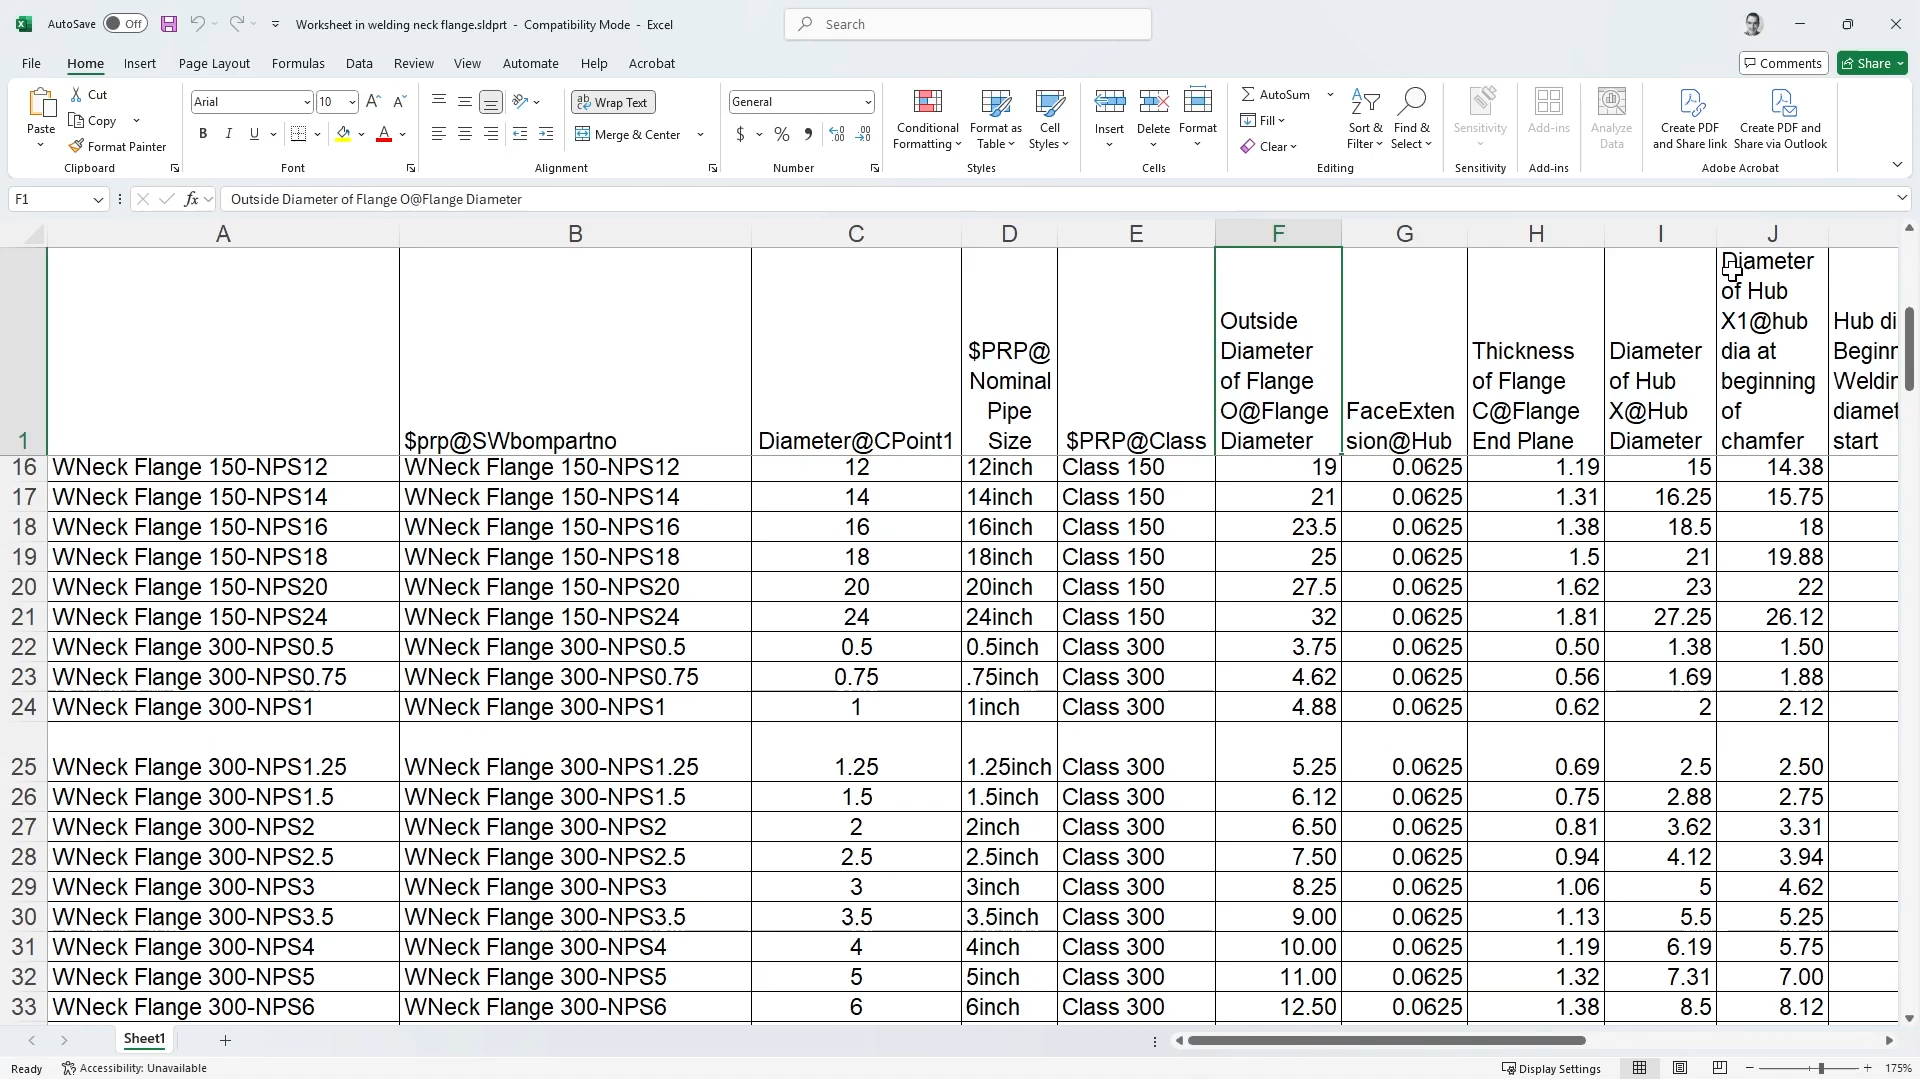 AutoSave Off Worksheet in welding neck flange.sldprt - Compatibility Mode - Excel Search
File Home Insert Page Layout Formulas Data Review View Automate Help Acrobat Comments Share
Paste Cut Copy Format Painter Clipboard
Arial 10 B I U A Font
Wrap Text Merge & Center Alignment
General $ % Number
Conditional Formatting Format as Table Cell Styles Styles
Insert Delete Format Cells
AutoSum Fill Clear Sort & Filter Find & Select Editing
Sensitivity Sensitivity
Add-ins Add-ins
Analyze Data
Create PDF and Share link Create PDF and Share via Outlook Adobe Acrobat
F1 fx Outside Diameter of Flange O@Flange Diameter
A B C D E F G H I J
1 $prp@SWbompartno Diameter@CPoint1 $PRP@ Nominal Pipe Size $PRP@Class Outside Diameter of Flange O@Flange Diameter FaceExtension@Hub Thickness of Flange C@Flange End Plane Diameter of Hub X@Hub Diameter Diameter of Hub X1@hub dia at beginning of chamfer Hub di Beginn Weldin diamet start
16 WNeck Flange 150-NPS12 WNeck Flange 150-NPS12 12 12inch Class 150 19 0.0625 1.19 15 14.38
17 WNeck Flange 150-NPS14 WNeck Flange 150-NPS14 14 14inch Class 150 21 0.0625 1.31 16.25 15.75
18 WNeck Flange 150-NPS16 WNeck Flange 150-NPS16 16 16inch Class 150 23.5 0.0625 1.38 18.5 18
19 WNeck Flange 150-NPS18 WNeck Flange 150-NPS18 18 18inch Class 150 25 0.0625 1.5 21 19.88
20 WNeck Flange 150-NPS20 WNeck Flange 150-NPS20 20 20inch Class 150 27.5 0.0625 1.62 23 22
21 WNeck Flange 150-NPS24 WNeck Flange 150-NPS24 24 24inch Class 150 32 0.0625 1.81 27.25 26.12
22 WNeck Flange 300-NPS0.5 WNeck Flange 300-NPS0.5 0.5 0.5inch Class 300 3.75 0.0625 0.50 1.38 1.50
23 WNeck Flange 300-NPS0.75 WNeck Flange 300-NPS0.75 0.75 .75inch Class 300 4.62 0.0625 0.56 1.69 1.88
24 WNeck Flange 300-NPS1 WNeck Flange 300-NPS1 1 1inch Class 300 4.88 0.0625 0.62 2 2.12
25 WNeck Flange 300-NPS1.25 WNeck Flange 300-NPS1.25 1.25 1.25inch Class 300 5.25 0.0625 0.69 2.5 2.50
26 WNeck Flange 300-NPS1.5 WNeck Flange 300-NPS1.5 1.5 1.5inch Class 300 6.12 0.0625 0.75 2.88 2.75
27 WNeck Flange 300-NPS2 WNeck Flange 300-NPS2 2 2inch Class 300 6.50 0.0625 0.81 3.62 3.31
28 WNeck Flange 300-NPS2.5 WNeck Flange 300-NPS2.5 2.5 2.5inch Class 300 7.50 0.0625 0.94 4.12 3.94
29 WNeck Flange 300-NPS3 WNeck Flange 300-NPS3 3 3inch Class 300 8.25 0.0625 1.06 5 4.62
30 WNeck Flange 300-NPS3.5 WNeck Flange 300-NPS3.5 3.5 3.5inch Class 300 9.00 0.0625 1.13 5.5 5.25
31 WNeck Flange 300-NPS4 WNeck Flange 300-NPS4 4 4inch Class 300 10.00 0.0625 1.19 6.19 5.75
32 WNeck Flange 300-NPS5 WNeck Flange 300-NPS5 5 5inch Class 300 11.00 0.0625 1.32 7.31 7.00
33 WNeck Flange 300-NPS6 WNeck Flange 300-NPS6 6 6inch Class 300 12.50 0.0625 1.38 8.5 8.12
Sheet1
Ready Accessibility: Unavailable Display Settings 175%